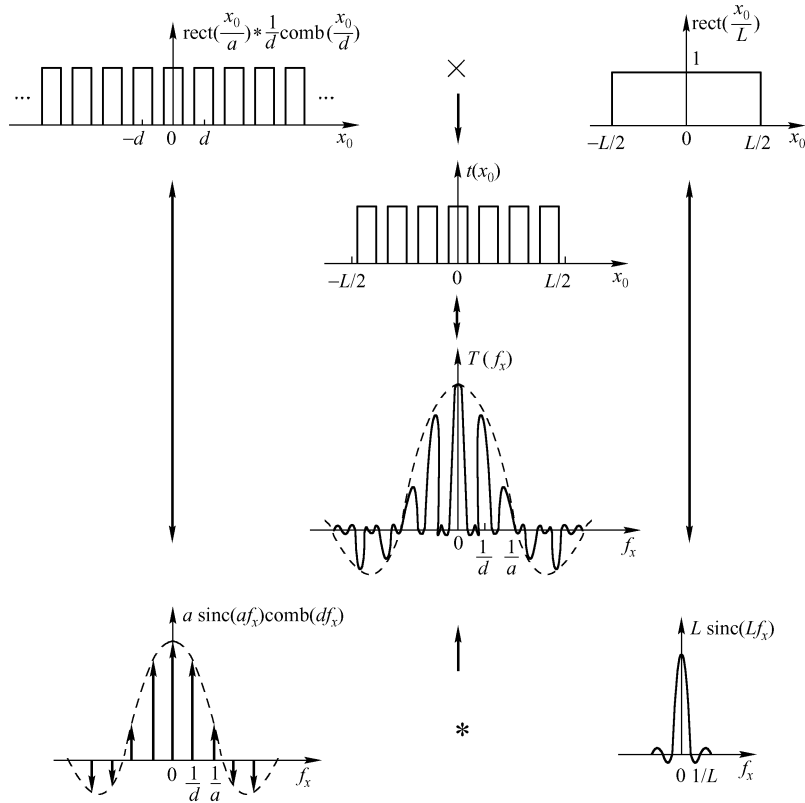 rect(x₀/a)*1/d comb(x₀/d)
... ...
−d 0 d x₀
×
rect(x₀/L)
1
−L/2 0 L/2 x₀
t(x₀)
−L/2 0 L/2 x₀
T(fₓ)
0 1/d 1/a fₓ
a sinc(afₓ)comb(dfₓ)
0 1/d 1/a fₓ
*
L sinc(Lfₓ)
0 1/L fₓ